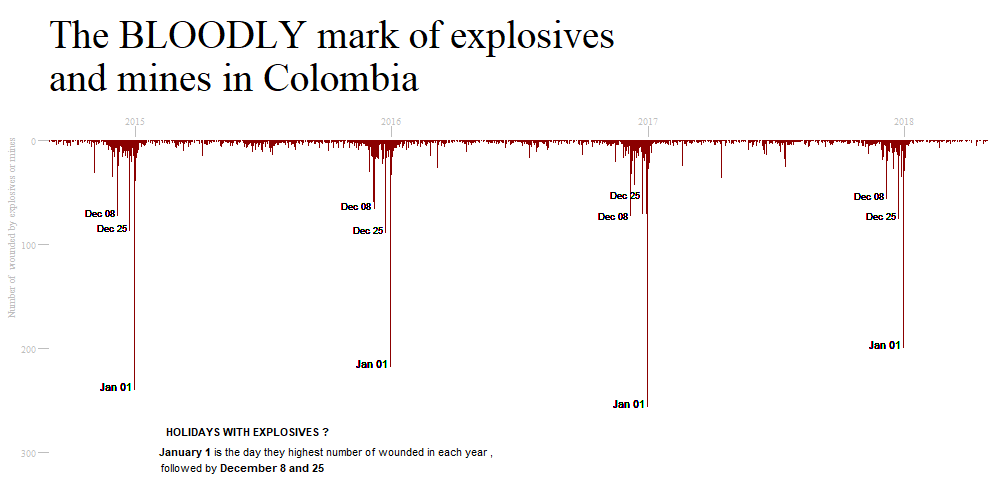 The BLOODLY mark of explosives
and mines in Colombia
2015 2016 2017 2018
Number of wounded by explosives or mines
0
100
200
300
Dec 08
Dec 25
Jan 01
Dec 08
Dec 25
Jan 01
Dec 25
Dec 08
Jan 01
Dec 08
Dec 25
Jan 01
HOLIDAYS WITH EXPLOSIVES ?
January 1 is the day they highest number of wounded in each year ,
followed by December 8 and 25